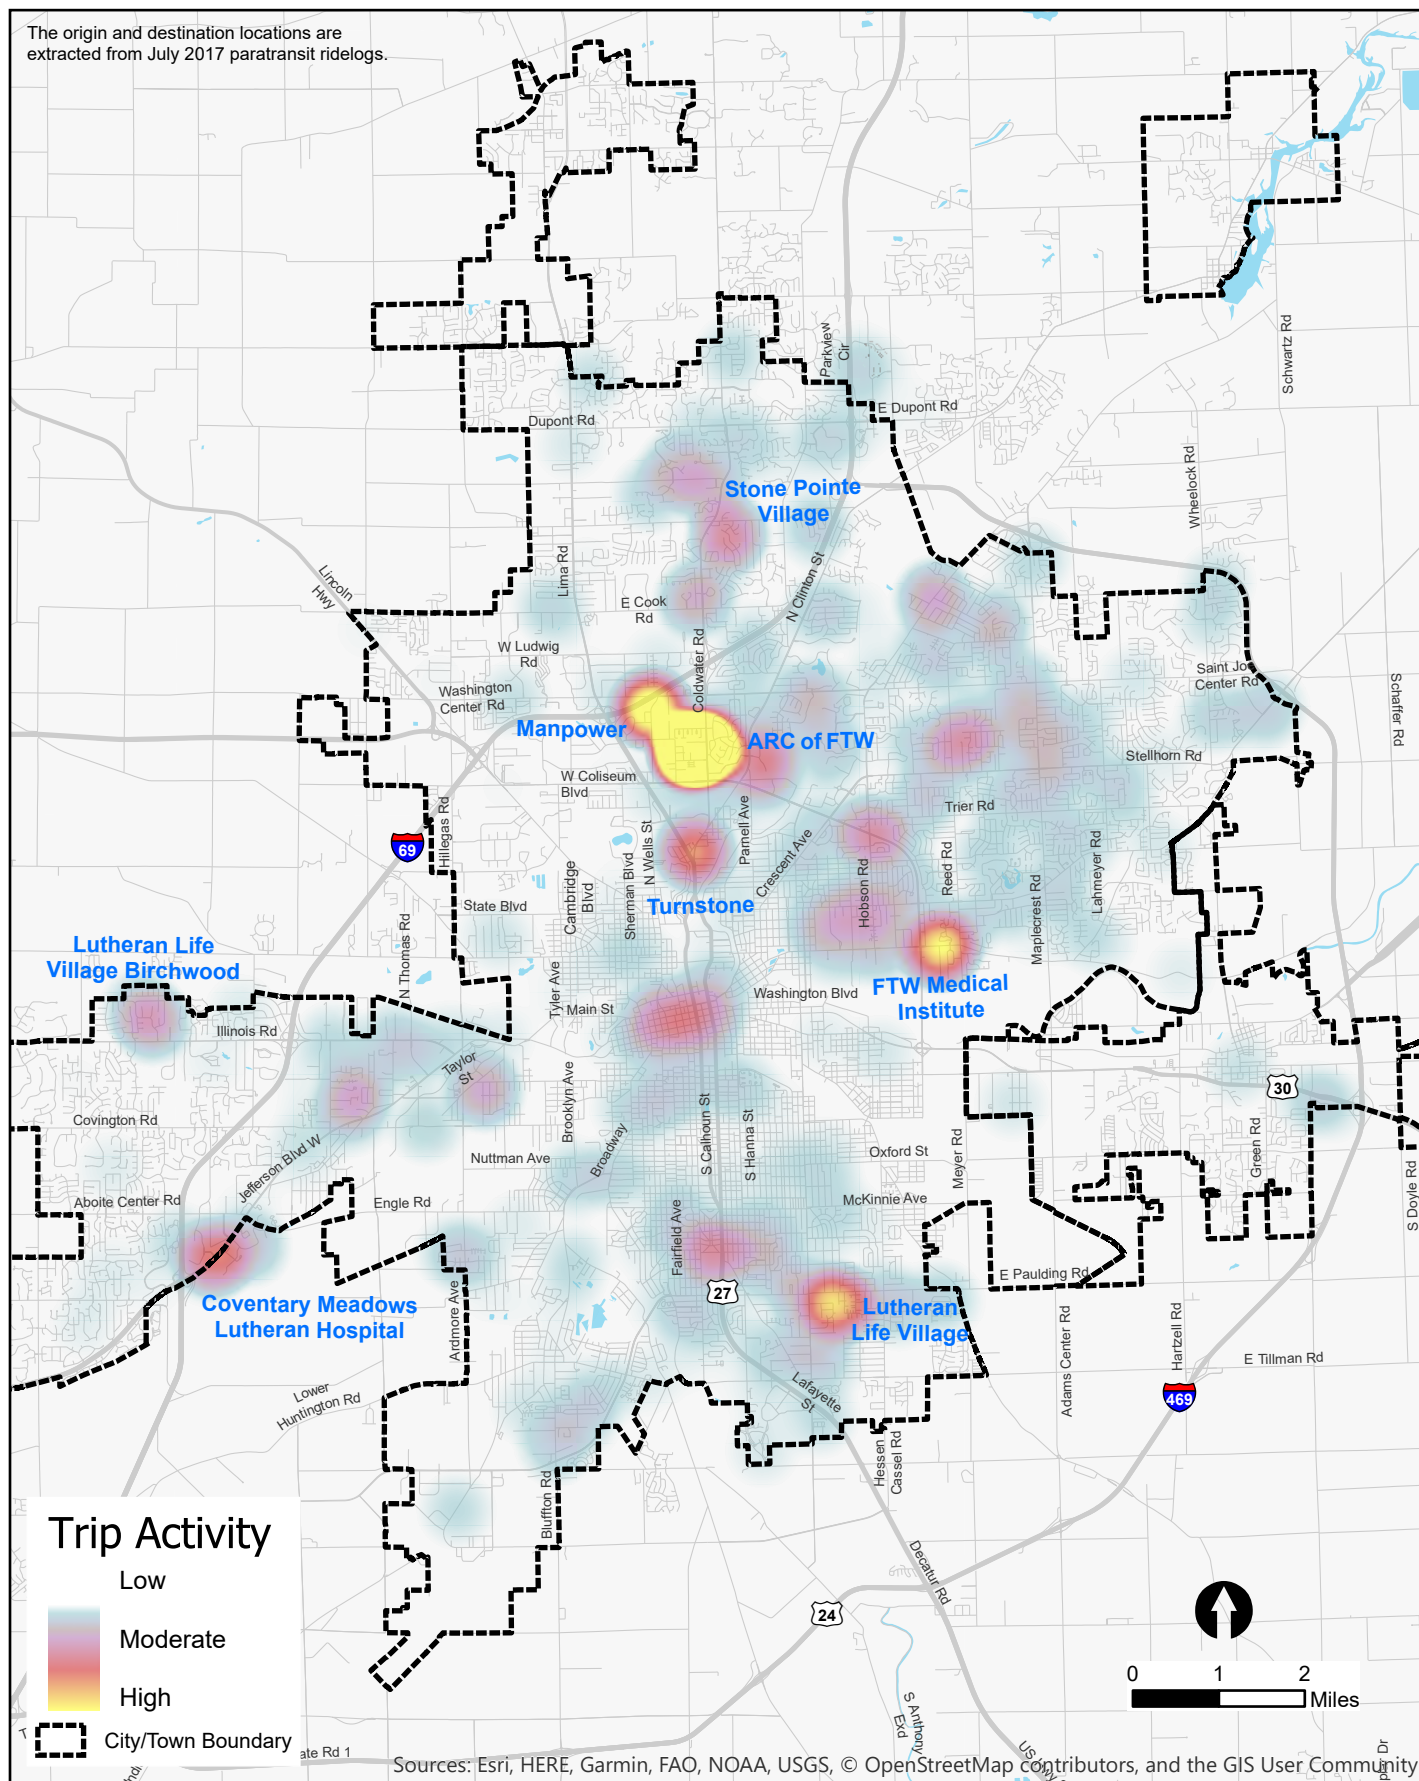 The origin and destination locations are
extracted from July 2017 paratransit ridelogs.
Parkview
Cir
Schwartz Rd
Dupont Rd
E Dupont Rd
Wheelock Rd
Stone Pointe
Village
Lincoln
Hwy
Lima Rd
E Cook
Rd
N Clinton St
W Ludwig
Rd
Coldwater Rd
Washington
Center Rd
Saint Joe
Center Rd
Schaffer Rd
Manpower
ARC of FTW
Stellhorn Rd
W Coliseum
Blvd
Trier Rd
Hillegas Rd
69
N Wells St
Parnell Ave
Crescent Ave
Reed Rd
Hobson Rd
Lahmeyer Rd
Maplecrest Rd
Cambridge
Blvd
Sherman Blvd
State Blvd
Turnstone
N Thomas Rd
Lutheran Life
Village Birchwood
Tyler Ave
Main St
Washington Blvd
FTW Medical
Institute
Illinois Rd
Taylor
St
30
Covington Rd
Brooklyn Ave
S Calhoun St
S Hanna St
Broadway
Jefferson Blvd W
Nuttman Ave
Oxford St
Meyer Rd
Green Rd
S Doyle Rd
Aboite Center Rd
Engle Rd
McKinnie Ave
Fairfield Ave
E Paulding Rd
27
Coventary Meadows
Lutheran Hospital
Ardmore Ave
Lutheran
Life Village
Adams Center Rd
Hartzell Rd
E Tillman Rd
469
Lower
Huntington Rd
Lafayette
St
Hessen
Cassel Rd
Bluffton Rd
Decatur Rd
24
S Anthony
Exd
Trip Activity
Low
Moderate
High
City/Town Boundary
0 1 2
Miles
ate Rd 1
US Hwy
pler Dr
Sources: Esri, HERE, Garmin, FAO, NOAA, USGS, © OpenStreetMap contributors, and the GIS User Community